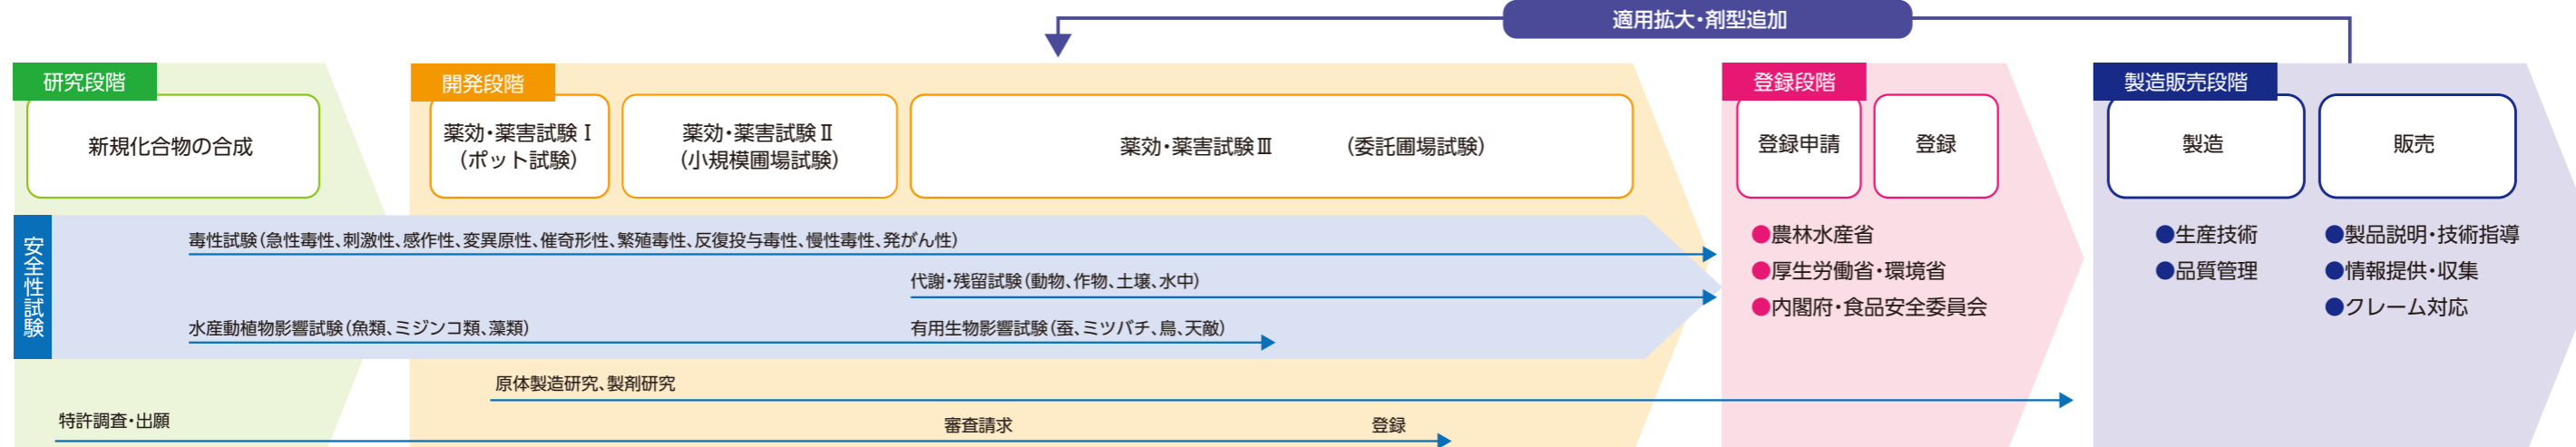 適用拡大・剤型追加
研究段階
新規化合物の合成
開発段階
薬効・薬害試験Ⅰ
(ポット試験)
薬効・薬害試験Ⅱ
(小規模圃場試験)
薬効・薬害試験Ⅲ (委託圃場試験)
登録段階
登録申請
登録
●農林水産省
●厚生労働省・環境省
●内閣府・食品安全委員会
製造販売段階
製造
販売
●生産技術
●品質管理
●製品説明・技術指導
●情報提供・収集
●クレーム対応
安全性試験
毒性試験(急性毒性、刺激性、感作性、変異原性、催奇形性、繁殖毒性、反復投与毒性、慢性毒性、発がん性)
代謝・残留試験(動物、作物、土壌、水中)
水産動植物影響試験(魚類、ミジンコ類、藻類)
有用生物影響試験(蚕、ミツバチ、鳥、天敵)
原体製造研究、製剤研究
特許調査・出願
審査請求
登録